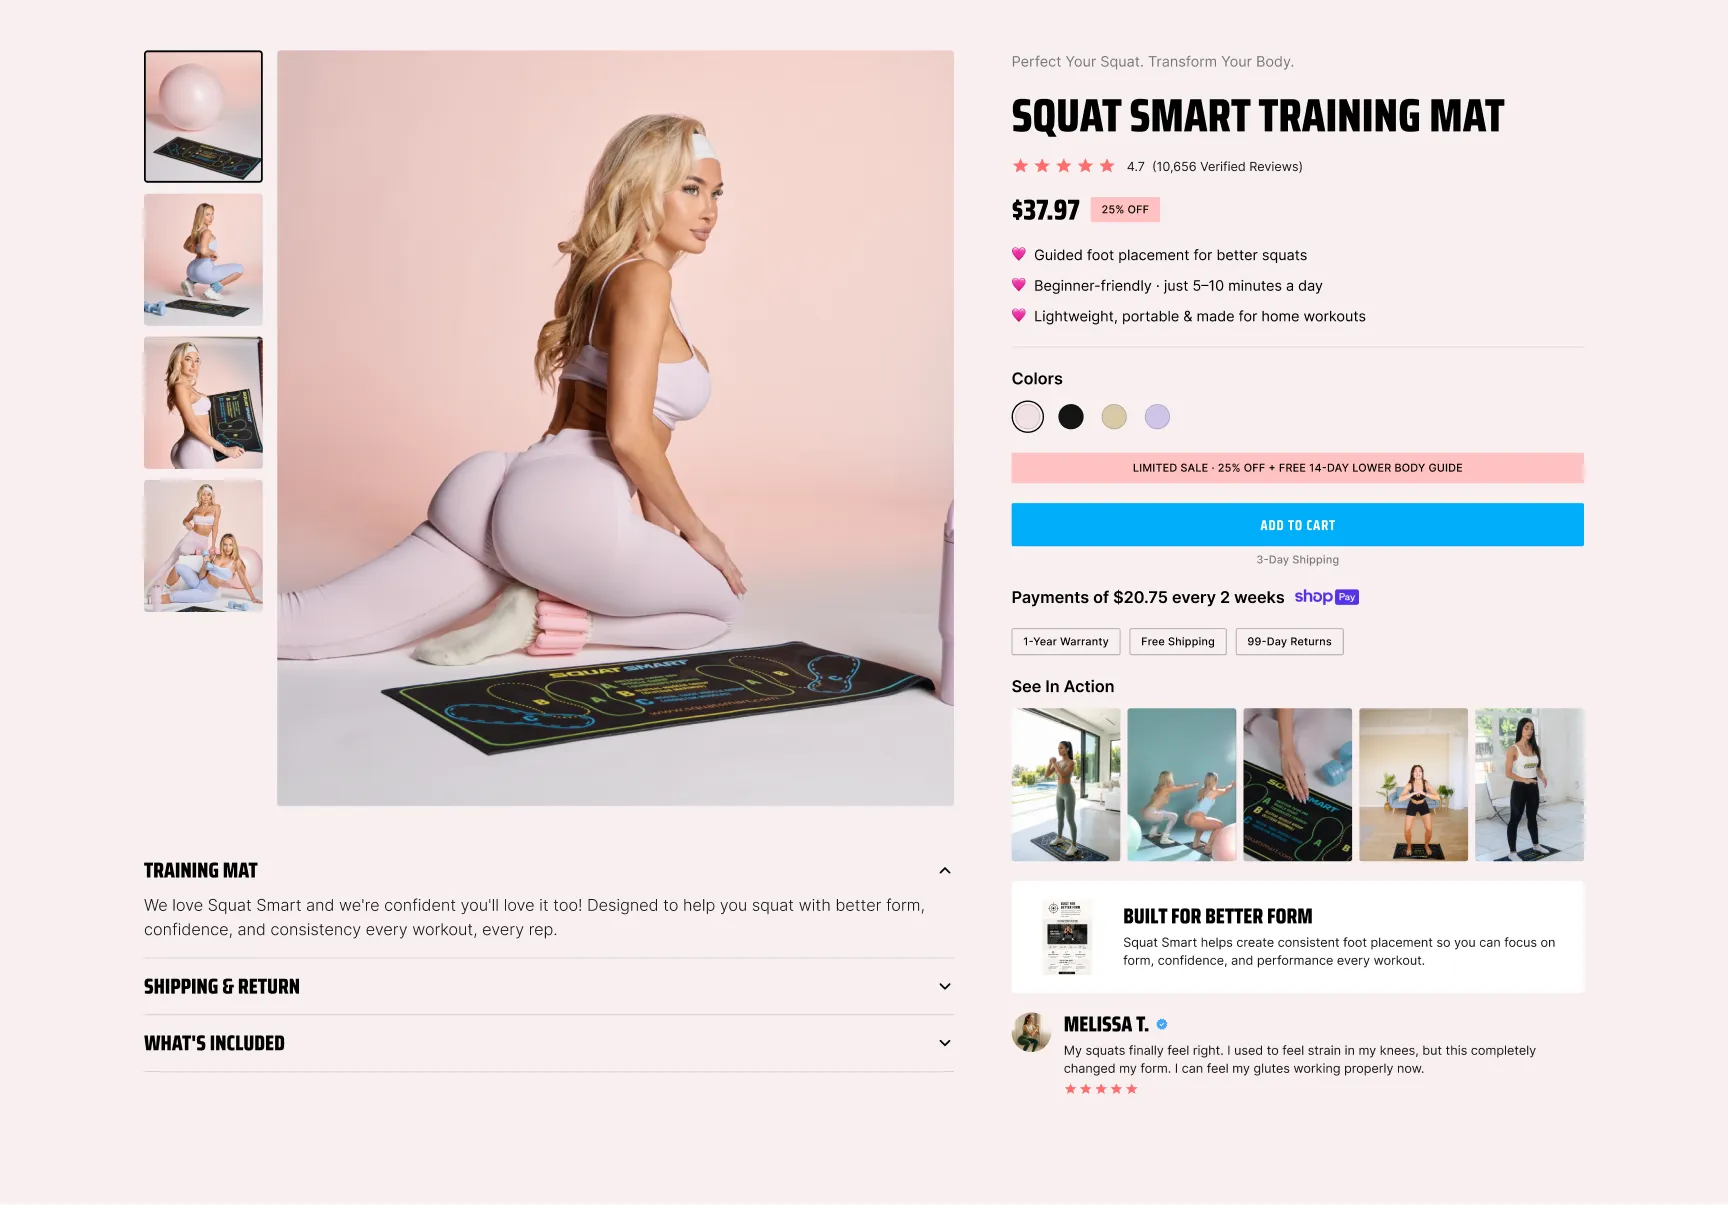 Perfect Your Squat. Transform Your Body.
SQUAT SMART TRAINING MAT
4.7 (10,656 Verified Reviews)
$37.97
25% OFF
Guided foot placement for better squats
Beginner-friendly · just 5–10 minutes a day
Lightweight, portable & made for home workouts
Colors
LIMITED SALE · 25% OFF + FREE 14-DAY LOWER BODY GUIDE
ADD TO CART
3-Day Shipping
Payments of $20.75 every 2 weeks shop Pay
1-Year Warranty
Free Shipping
99-Day Returns
See In Action
SQUAT SMART
A
B
C
A
B
C
www.squatsmart.com
TRAINING MAT
We love Squat Smart and we're confident you'll love it too! Designed to help you squat with better form,
confidence, and consistency every workout, every rep.
SHIPPING & RETURN
WHAT'S INCLUDED
BUILT FOR BETTER FORM
Squat Smart helps create consistent foot placement so you can focus on
form, confidence, and performance every workout.
MELISSA T.
My squats finally feel right. I used to feel strain in my knees, but this completely
changed my form. I can feel my glutes working properly now.